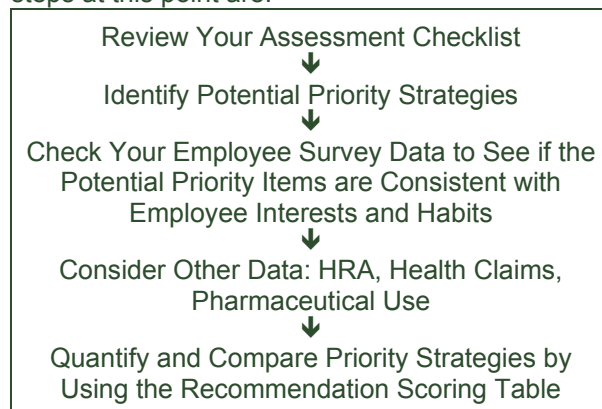 steps at this point are:
Review Your Assessment Checklist
Identify Potential Priority Strategies
Check Your Employee Survey Data to See if the
Potential Priority Items are Consistent with
Employee Interests and Habits
Consider Other Data: HRA, Health Claims,
Pharmaceutical Use
Quantify and Compare Priority Strategies by
Using the Recommendation Scoring Table